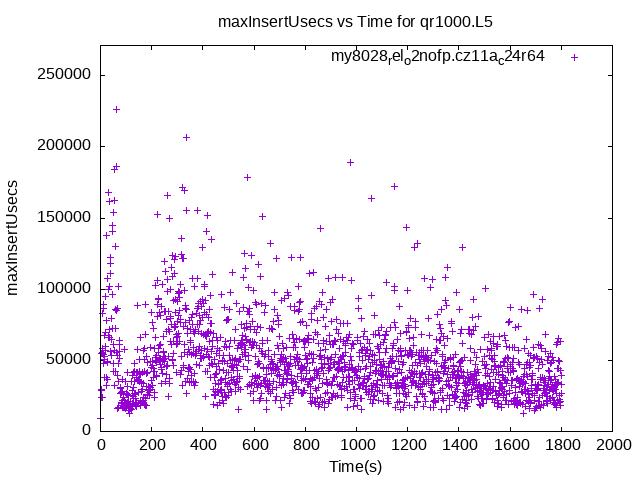 maxInsertUsecs vs Time for qr1000.L5
my8028relo2nofp.cz11ac24r64
250000
200000
150000
100000
50000
0
maxInsertUsecs
0 200 400 600 800 1000 1200 1400 1600 1800 2000
Time(s)